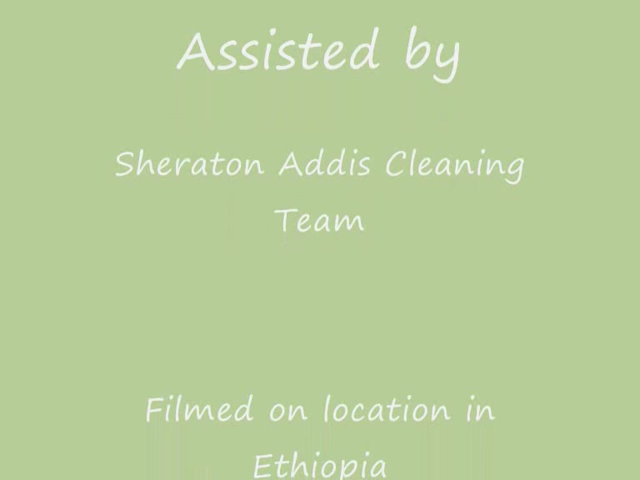 Assisted by
Sheraton Addis Cleaning
Team
Filmed on location in
Ethiopia